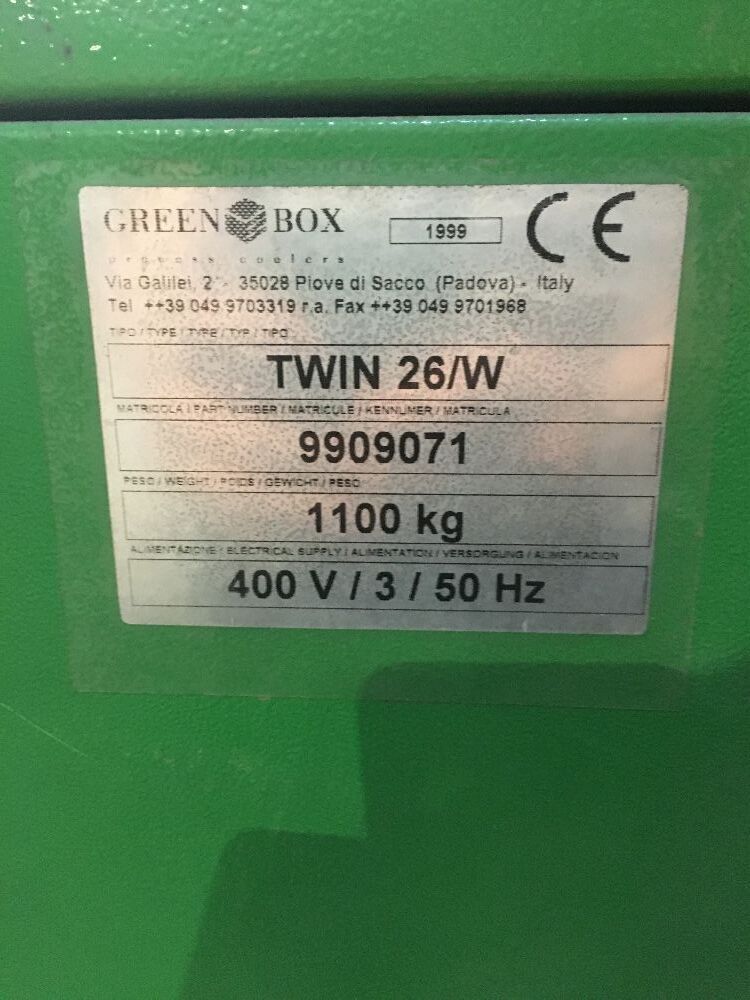 GREEN BOX
1999
CE
process coolers
Via Galilei, 2 - 35028 Piove di Sacco (Padova) - Italy
Tel ++39 049 9703319 r.a. Fax ++39 049 9701968
TIPO / TYPE / TYPE / TYP / TIPO
TWIN 26/W
MATRICOLA / PART NUMBER / MATRICULE / KENNUMER / MATRICULA
9909071
PESO / WEIGHT / POIDS / GEWICHT / PESO
1100 kg
ALIMENTAZIONE / ELECTRICAL SUPPLY / ALIMENTATION / VERSORGUNG / ALIMENTACION
400 V / 3 / 50 Hz